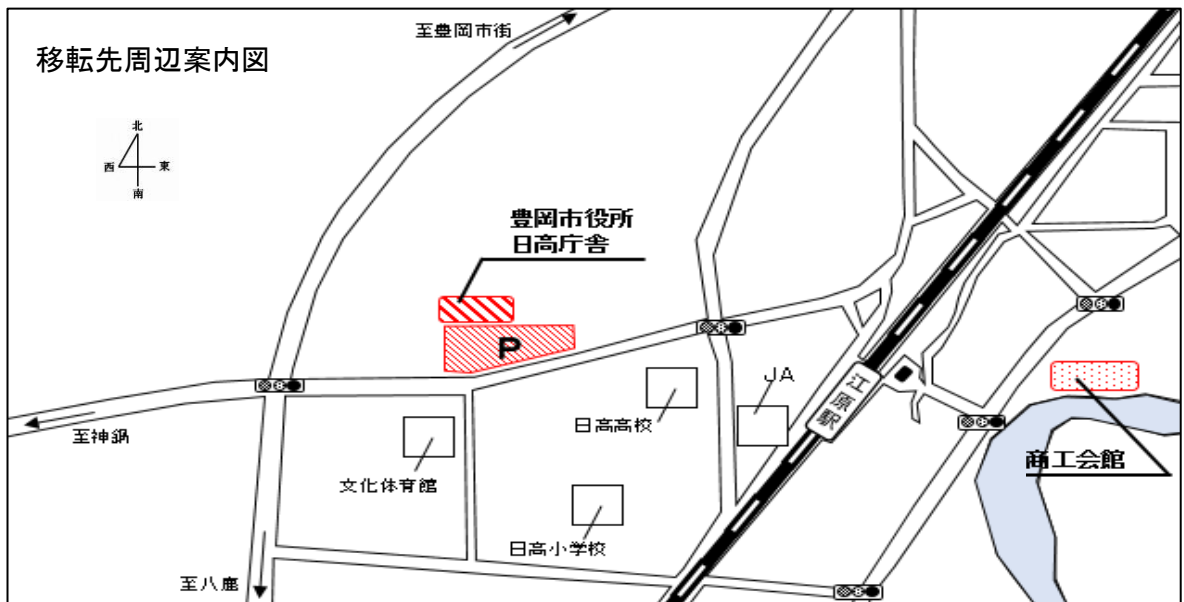 至豊岡市街
移転先周辺案内図
北
西
東
南
豊岡市役所
日高庁舎
P
JA
江原駅
至神鍋
日高高校
文化体育館
商工会館
日高小学校
至八鹿